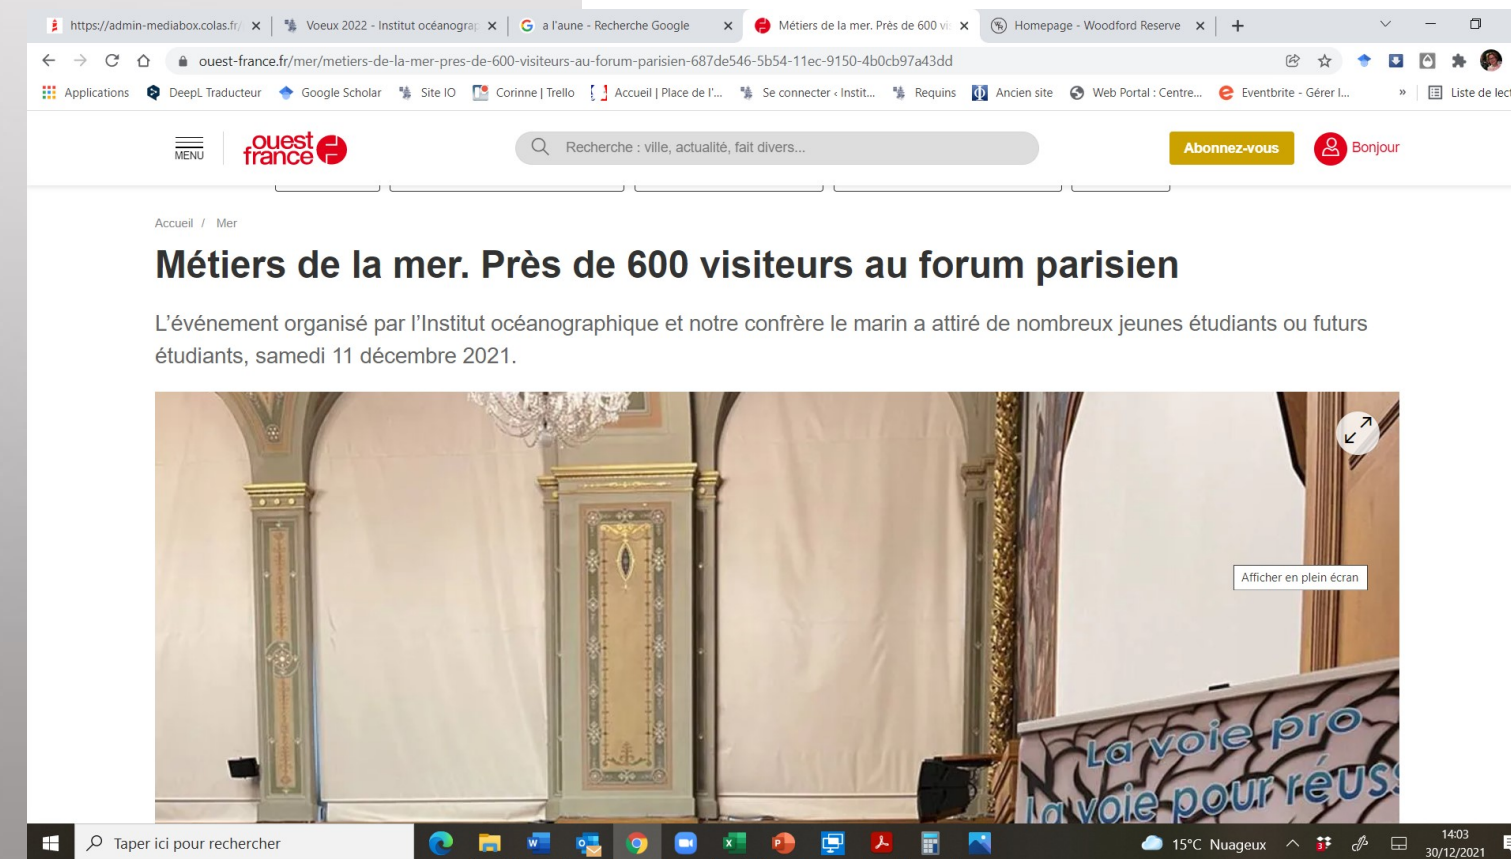 https://admin-mediabox.colas.fr/
Voeux 2022 - Institut océanograp
a l'aune - Recherche Google
Métiers de la mer. Près de 600 vis
Homepage - Woodford Reserve
ouest-france.fr/mer/metiers-de-la-mer-pres-de-600-visiteurs-au-forum-parisien-687de546-5b54-11ec-9150-4b0cb97a43dd
Applications
DeepL Traducteur
Google Scholar
Site IO
Corinne | Trello
Accueil | Place de l'...
Se connecter ‹ Instit...
Requins
Ancien site
Web Portal : Centre...
Eventbrite - Gérer l...
»
Liste de lect
MENU
ouest
france
Recherche : ville, actualité, fait divers...
Abonnez-vous
Bonjour
Accueil / Mer
Métiers de la mer. Près de 600 visiteurs au forum parisien
L'événement organisé par l'Institut océanographique et notre confrère le marin a attiré de nombreux jeunes étudiants ou futurs
étudiants, samedi 11 décembre 2021.
Afficher en plein écran
La voie pro
la voie pour réuss
Taper ici pour rechercher
15°C Nuageux
14:03
30/12/2021